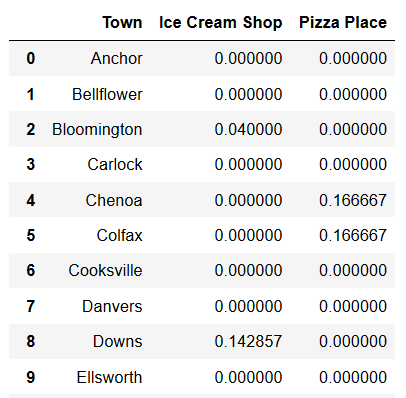 Town Ice Cream Shop Pizza Place
0 Anchor 0.000000 0.000000
1 Bellflower 0.000000 0.000000
2 Bloomington 0.040000 0.000000
3 Carlock 0.000000 0.000000
4 Chenoa 0.000000 0.166667
5 Colfax 0.000000 0.166667
6 Cooksville 0.000000 0.000000
7 Danvers 0.000000 0.000000
8 Downs 0.142857 0.000000
9 Ellsworth 0.000000 0.000000